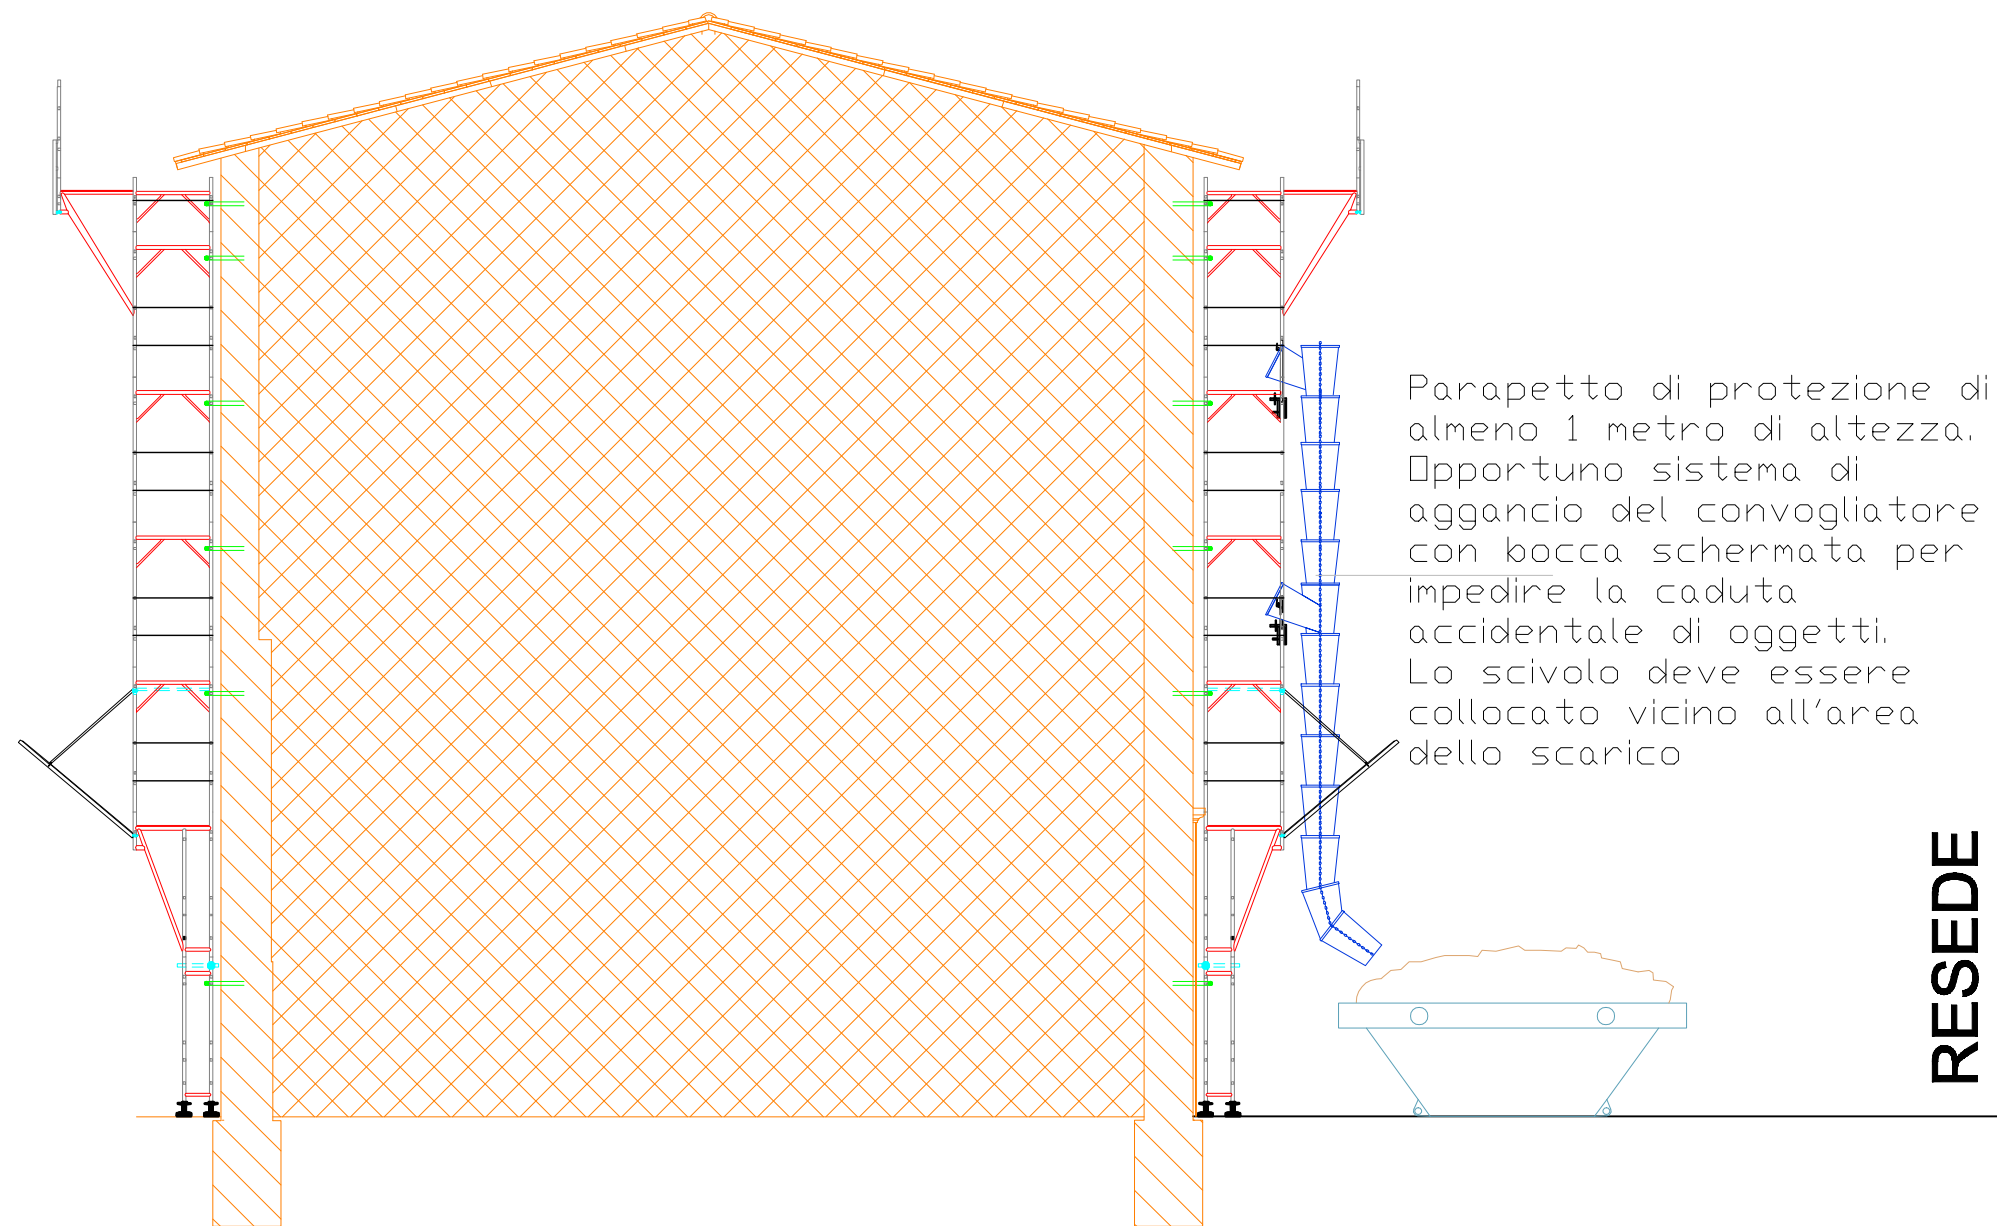 Parapetto di protezione di
almeno 1 metro di altezza.
Opportuno sistema di
aggancio del convogliatore
con bocca schermata per
impedire la caduta
accidentale di oggetti.
Lo scivolo deve essere
collocato vicino all'area
dello scarico
RESEDE